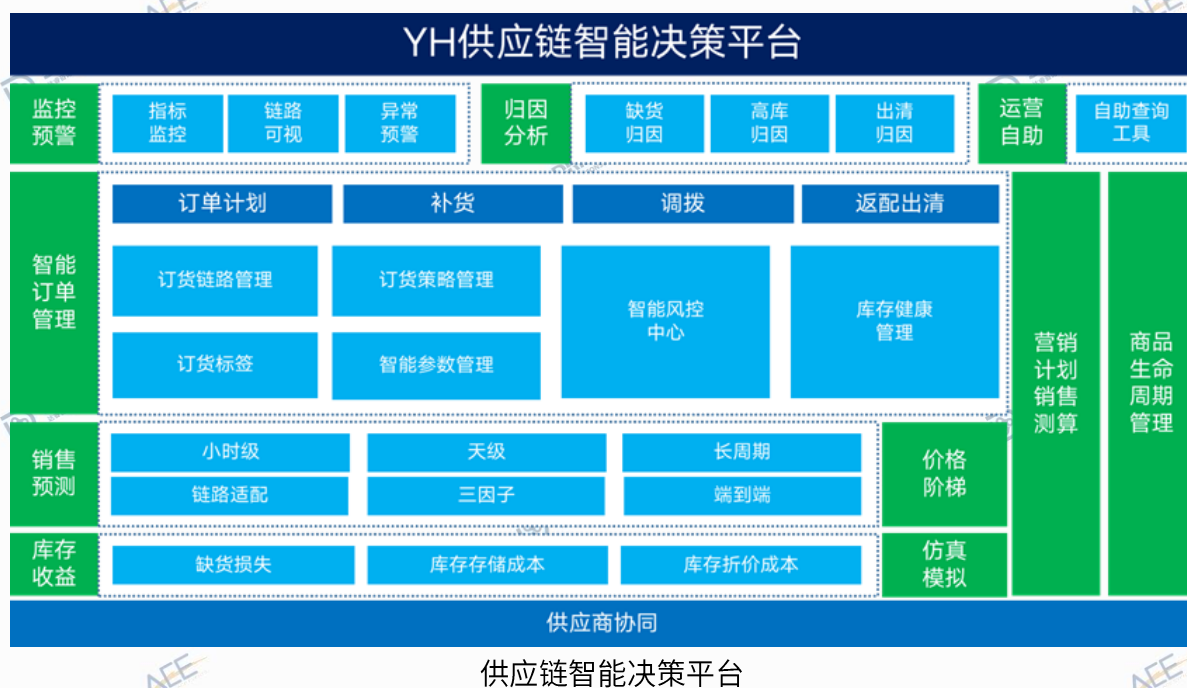 YH供应链智能决策平台
监控
预警
指标
监控
链路
可视
异常
预警
归因
分析
缺货
归因
高库
归因
出清
归因
运营
自助
自助查询
工具
智能
订单
管理
订单计划
补货
调拨
返配出清
订货链路管理
订货策略管理
智能风控
中心
库存健康
管理
订货标签
智能参数管理
营销
计划
销售
测算
商品
生命
周期
管理
销售
预测
小时级
天级
长周期
链路适配
三因子
端到端
价格
阶梯
库存
收益
缺货损失
库存存储成本
库存折价成本
仿真
模拟
供应商协同
供应链智能决策平台